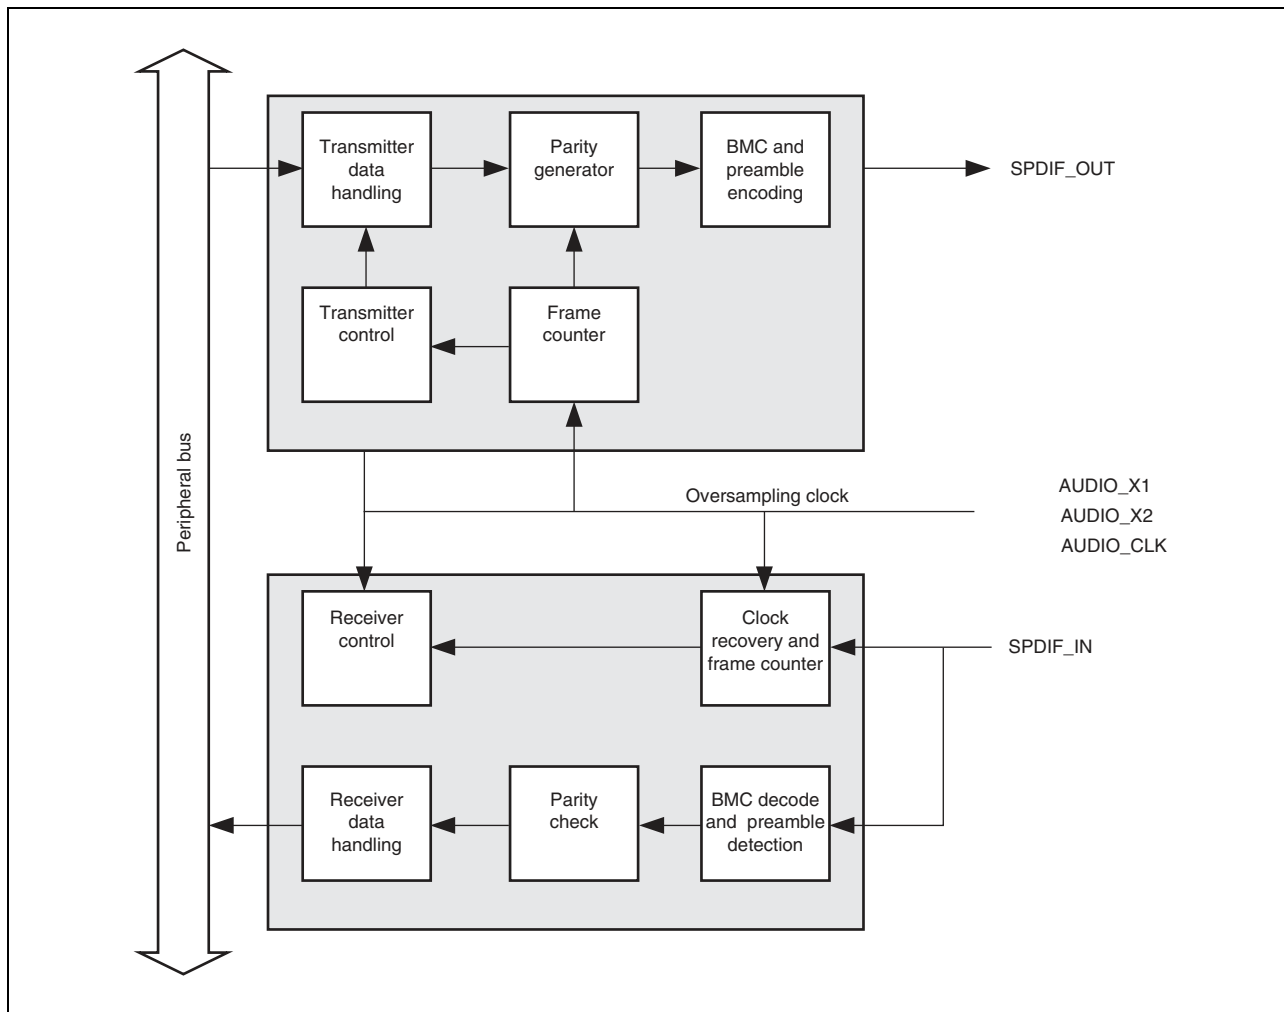 Transmitter
data
handling
Parity
generator
BMC and
preamble
encoding
SPDIF_OUT
Transmitter
control
Frame
counter
Peripheral bus
Oversampling clock
AUDIO_X1
AUDIO_X2
AUDIO_CLK
Receiver
control
Clock
recovery and
frame counter
SPDIF_IN
Receiver
data
handling
Parity
check
BMC decode
and preamble
detection